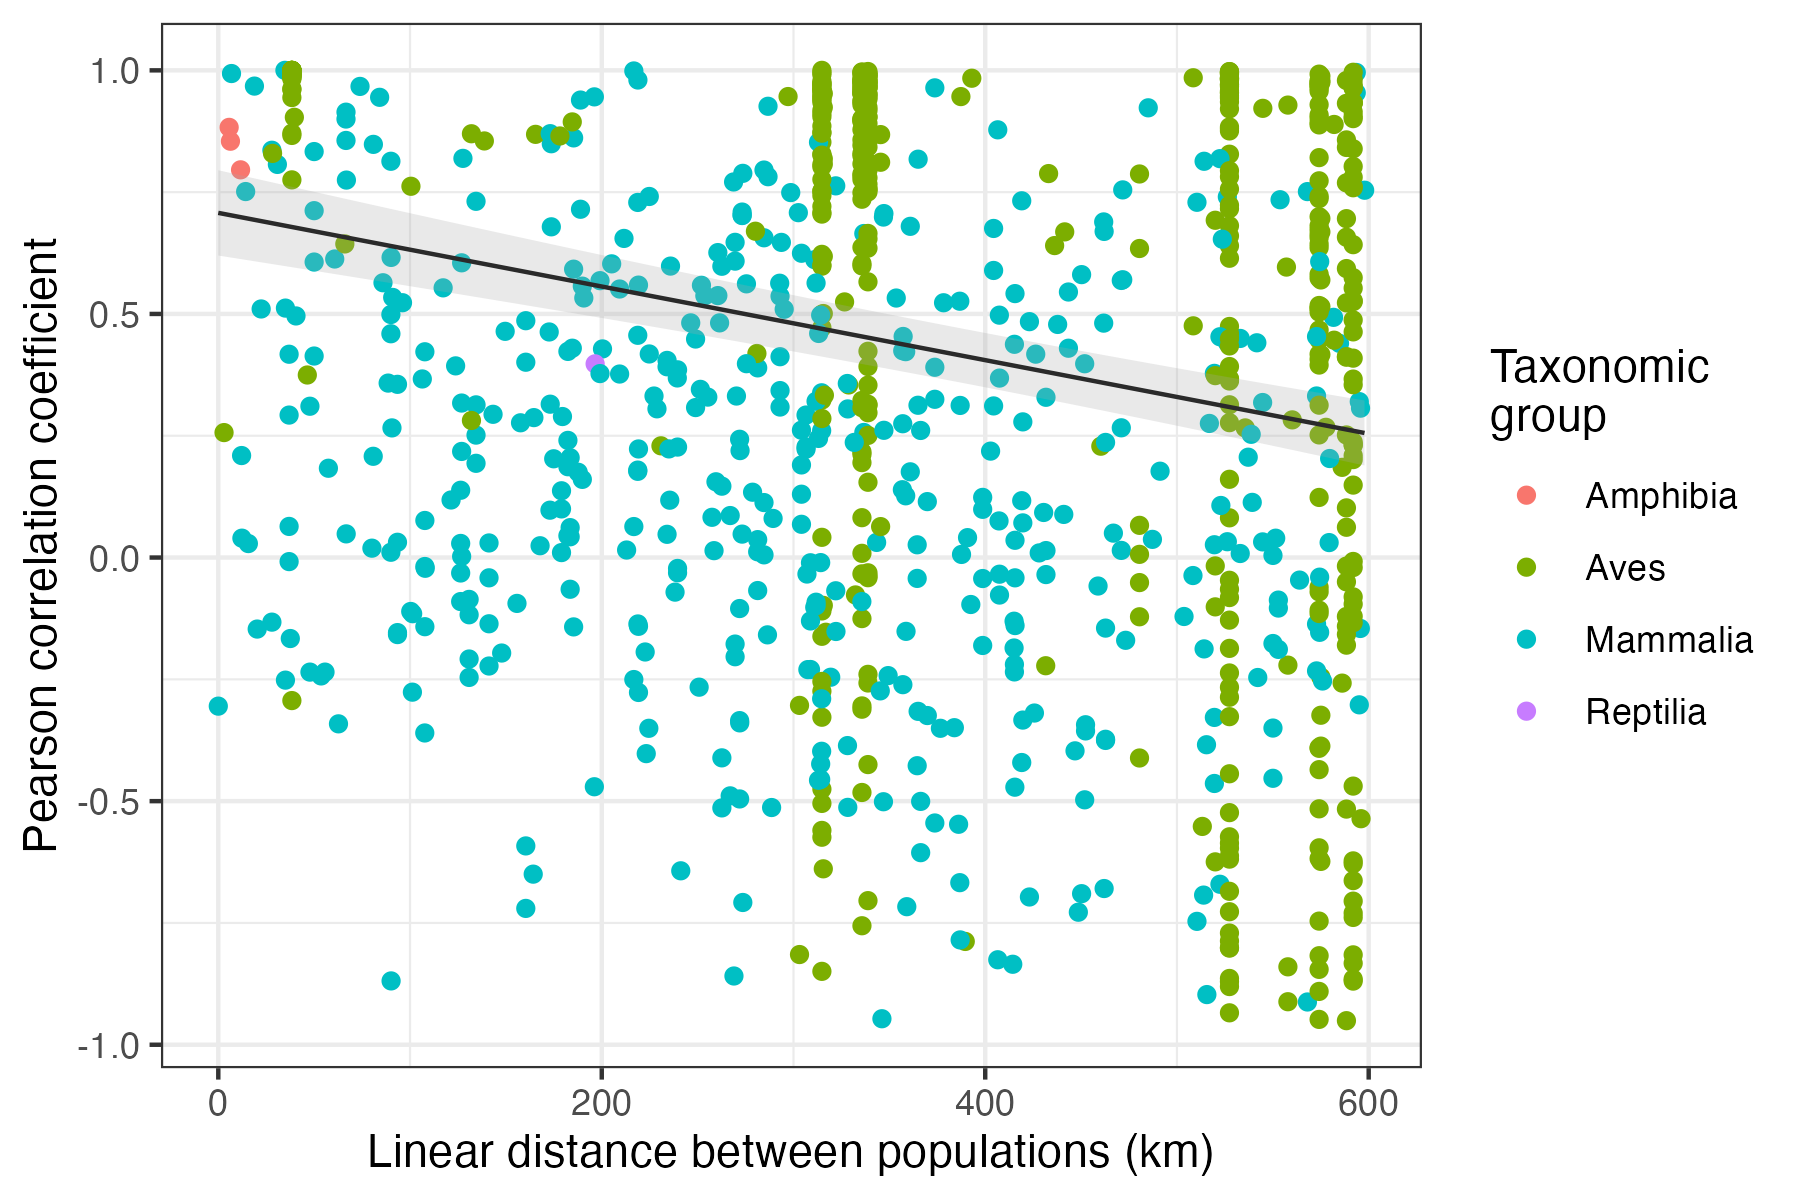 Pearson correlation coefficient
1.0
0.5
0.0
-0.5
-1.0
0
200
400
600
Linear distance between populations (km)
Taxonomic
group
Amphibia
Aves
Mammalia
Reptilia